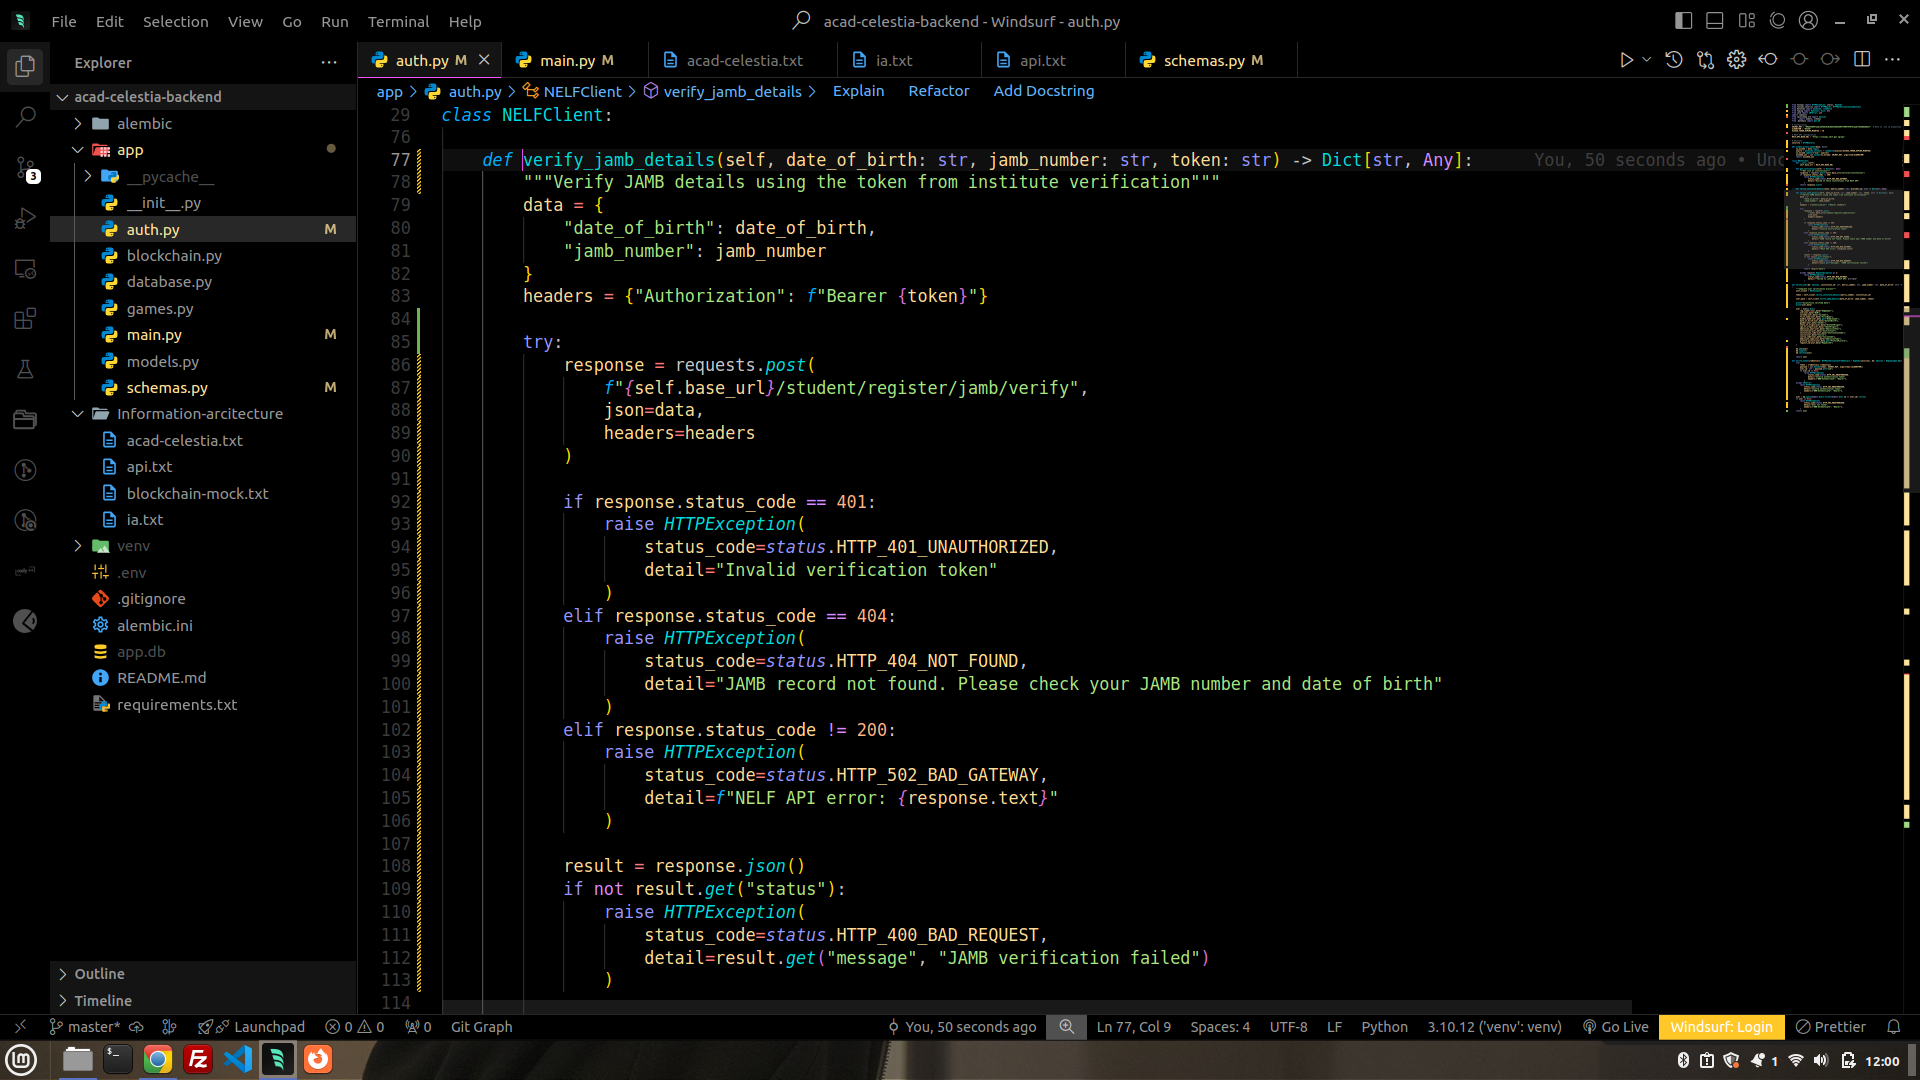 File Edit Selection View Go Run Terminal Help
acad-celestia-backend - Windsurf - auth.py
Explorer
auth.py M
main.py M
acad-celestia.txt
ia.txt
api.txt
schemas.py M
app > auth.py > NELFClient > verify_jamb_details > Explain Refactor Add Docstring
acad-celestia-backend
alembic
app
__pycache__
__init__.py
auth.py M
blockchain.py
database.py
games.py
main.py M
models.py
schemas.py M
Information-arcitecture
acad-celestia.txt
api.txt
blockchain-mock.txt
ia.txt
venv
.env
.gitignore
alembic.ini
app.db
README.md
requirements.txt
Outline
Timeline
3
29 class NELFClient:
76
77 def verify_jamb_details(self, date_of_birth: str, jamb_number: str, token: str) -> Dict[str, Any]: You, 50 seconds ago • Unc
78 """Verify JAMB details using the token from institute verification"""
79 data = {
80 "date_of_birth": date_of_birth,
81 "jamb_number": jamb_number
82 }
83 headers = {"Authorization": f"Bearer {token}"}
84
85 try:
86 response = requests.post(
87 f"{self.base_url}/student/register/jamb/verify",
88 json=data,
89 headers=headers
90 )
91
92 if response.status_code == 401:
93 raise HTTPException(
94 status_code=status.HTTP_401_UNAUTHORIZED,
95 detail="Invalid verification token"
96 )
97 elif response.status_code == 404:
98 raise HTTPException(
99 status_code=status.HTTP_404_NOT_FOUND,
100 detail="JAMB record not found. Please check your JAMB number and date of birth"
101 )
102 elif response.status_code != 200:
103 raise HTTPException(
104 status_code=status.HTTP_502_BAD_GATEWAY,
105 detail=f"NELF API error: {response.text}"
106 )
107
108 result = response.json()
109 if not result.get("status"):
110 raise HTTPException(
111 status_code=status.HTTP_400_BAD_REQUEST,
112 detail=result.get("message", "JAMB verification failed")
113 )
114
master* Launchpad 0 0 0 Git Graph You, 50 seconds ago Ln 77, Col 9 Spaces: 4 UTF-8 LF Python 3.10.12 ('venv': venv) Go Live Windsurf: Login Prettier
1 12:00